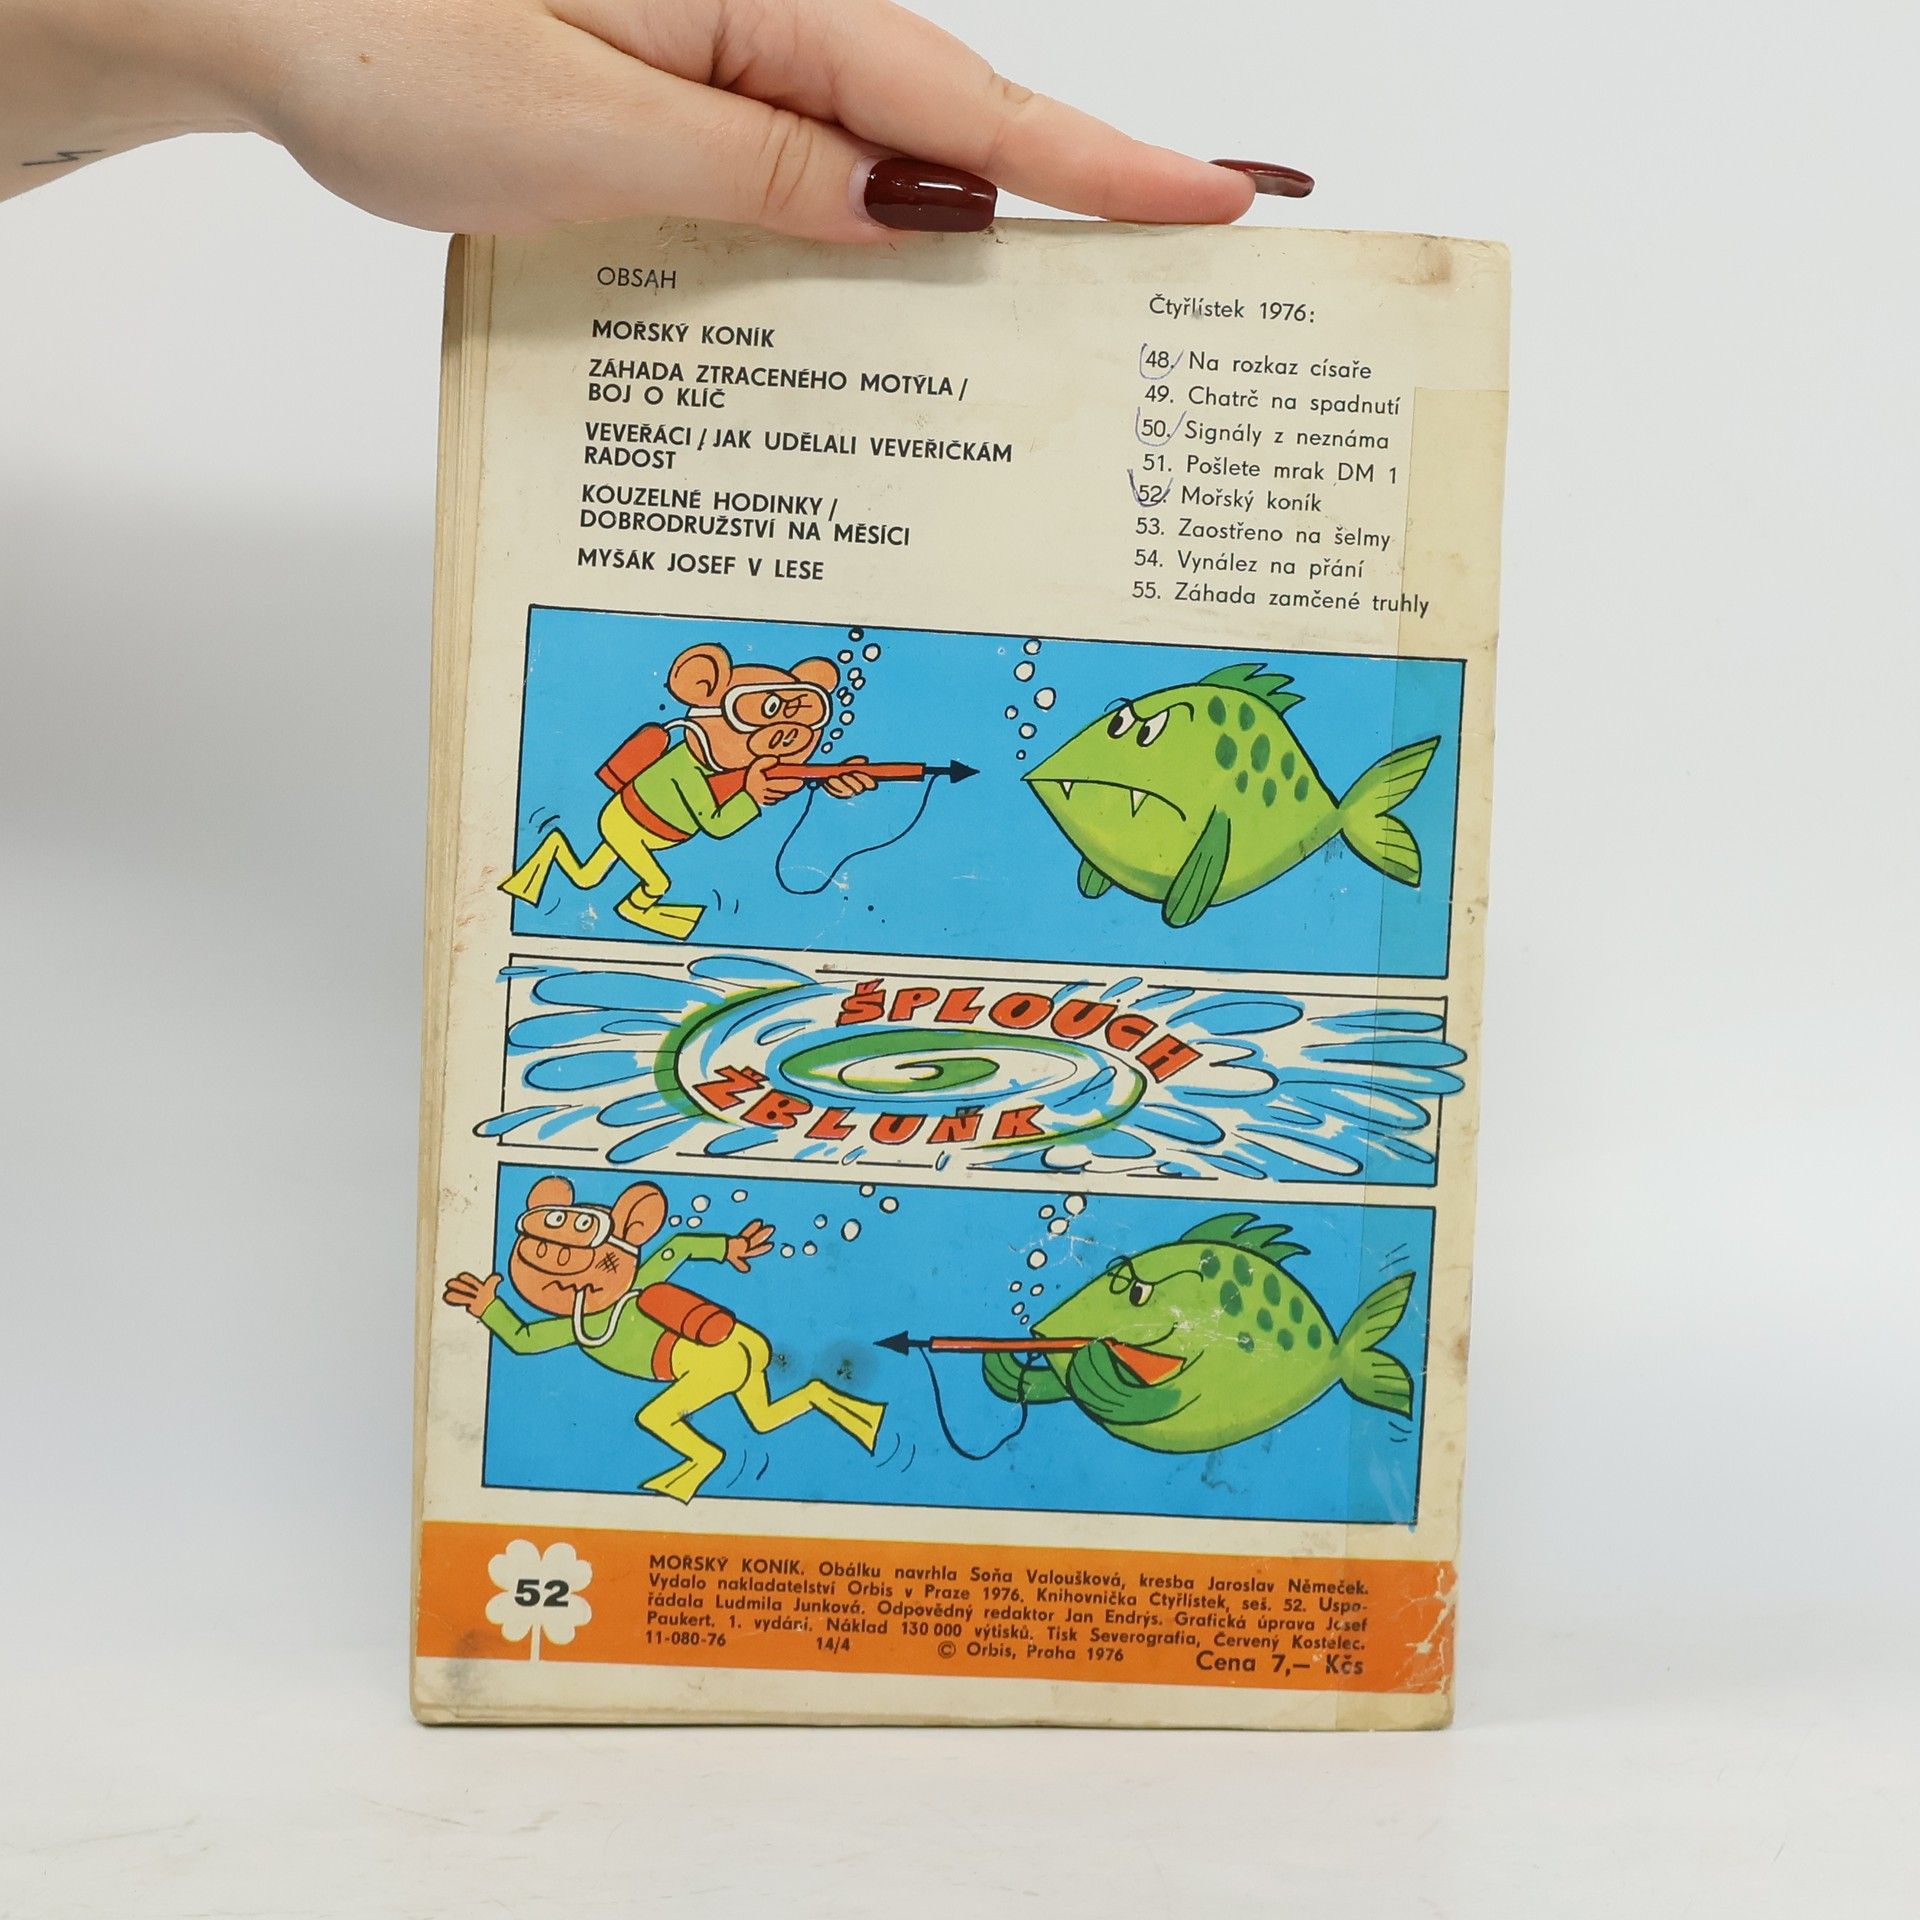 OBSAH
MOŘSKÝ KONÍK
ZÁHADA ZTRACENÉHO MOTÝLA /
BOJ O KLÍČ
VEVEŘÁCI / JAK UDĚLALI VEVEŘIČKÁM
RADOST
KOUZELNÉ HODINKY /
DOBRODRUŽSTVÍ NA MĚSÍCI
MYŠÁK JOSEF V LESE
Čtyřlístek 1976:
48. Na rozkaz císaře
49. Chatrč na spadnutí
50. Signály z neznáma
51. Pošlete mrak DM 1
52. Mořský koník
53. Zaostřeno na šelmy
54. Vynález na přání
55. Záhada zamčené truhly
ŠPLOUCH
ŽBLUŇK
52
MOŘSKÝ KONÍK. Obálku navrhla Soňa Valoušková, kresba Jaroslav Němeček.
Vydalo nakladatelství Orbis v Praze 1976. Knihovnička Čtyřlístek, seš. 52. Uspo-
řádala Ludmila Junková. Odpovědný redaktor Jan Endrýs. Grafická úprava Josef
Paukert. 1. vydání. Náklad 130 000 výtisků. Tisk Severografia, Červený Kostelec.
11-080-76 14/4 © Orbis, Praha 1976
Cena 7,— Kčs